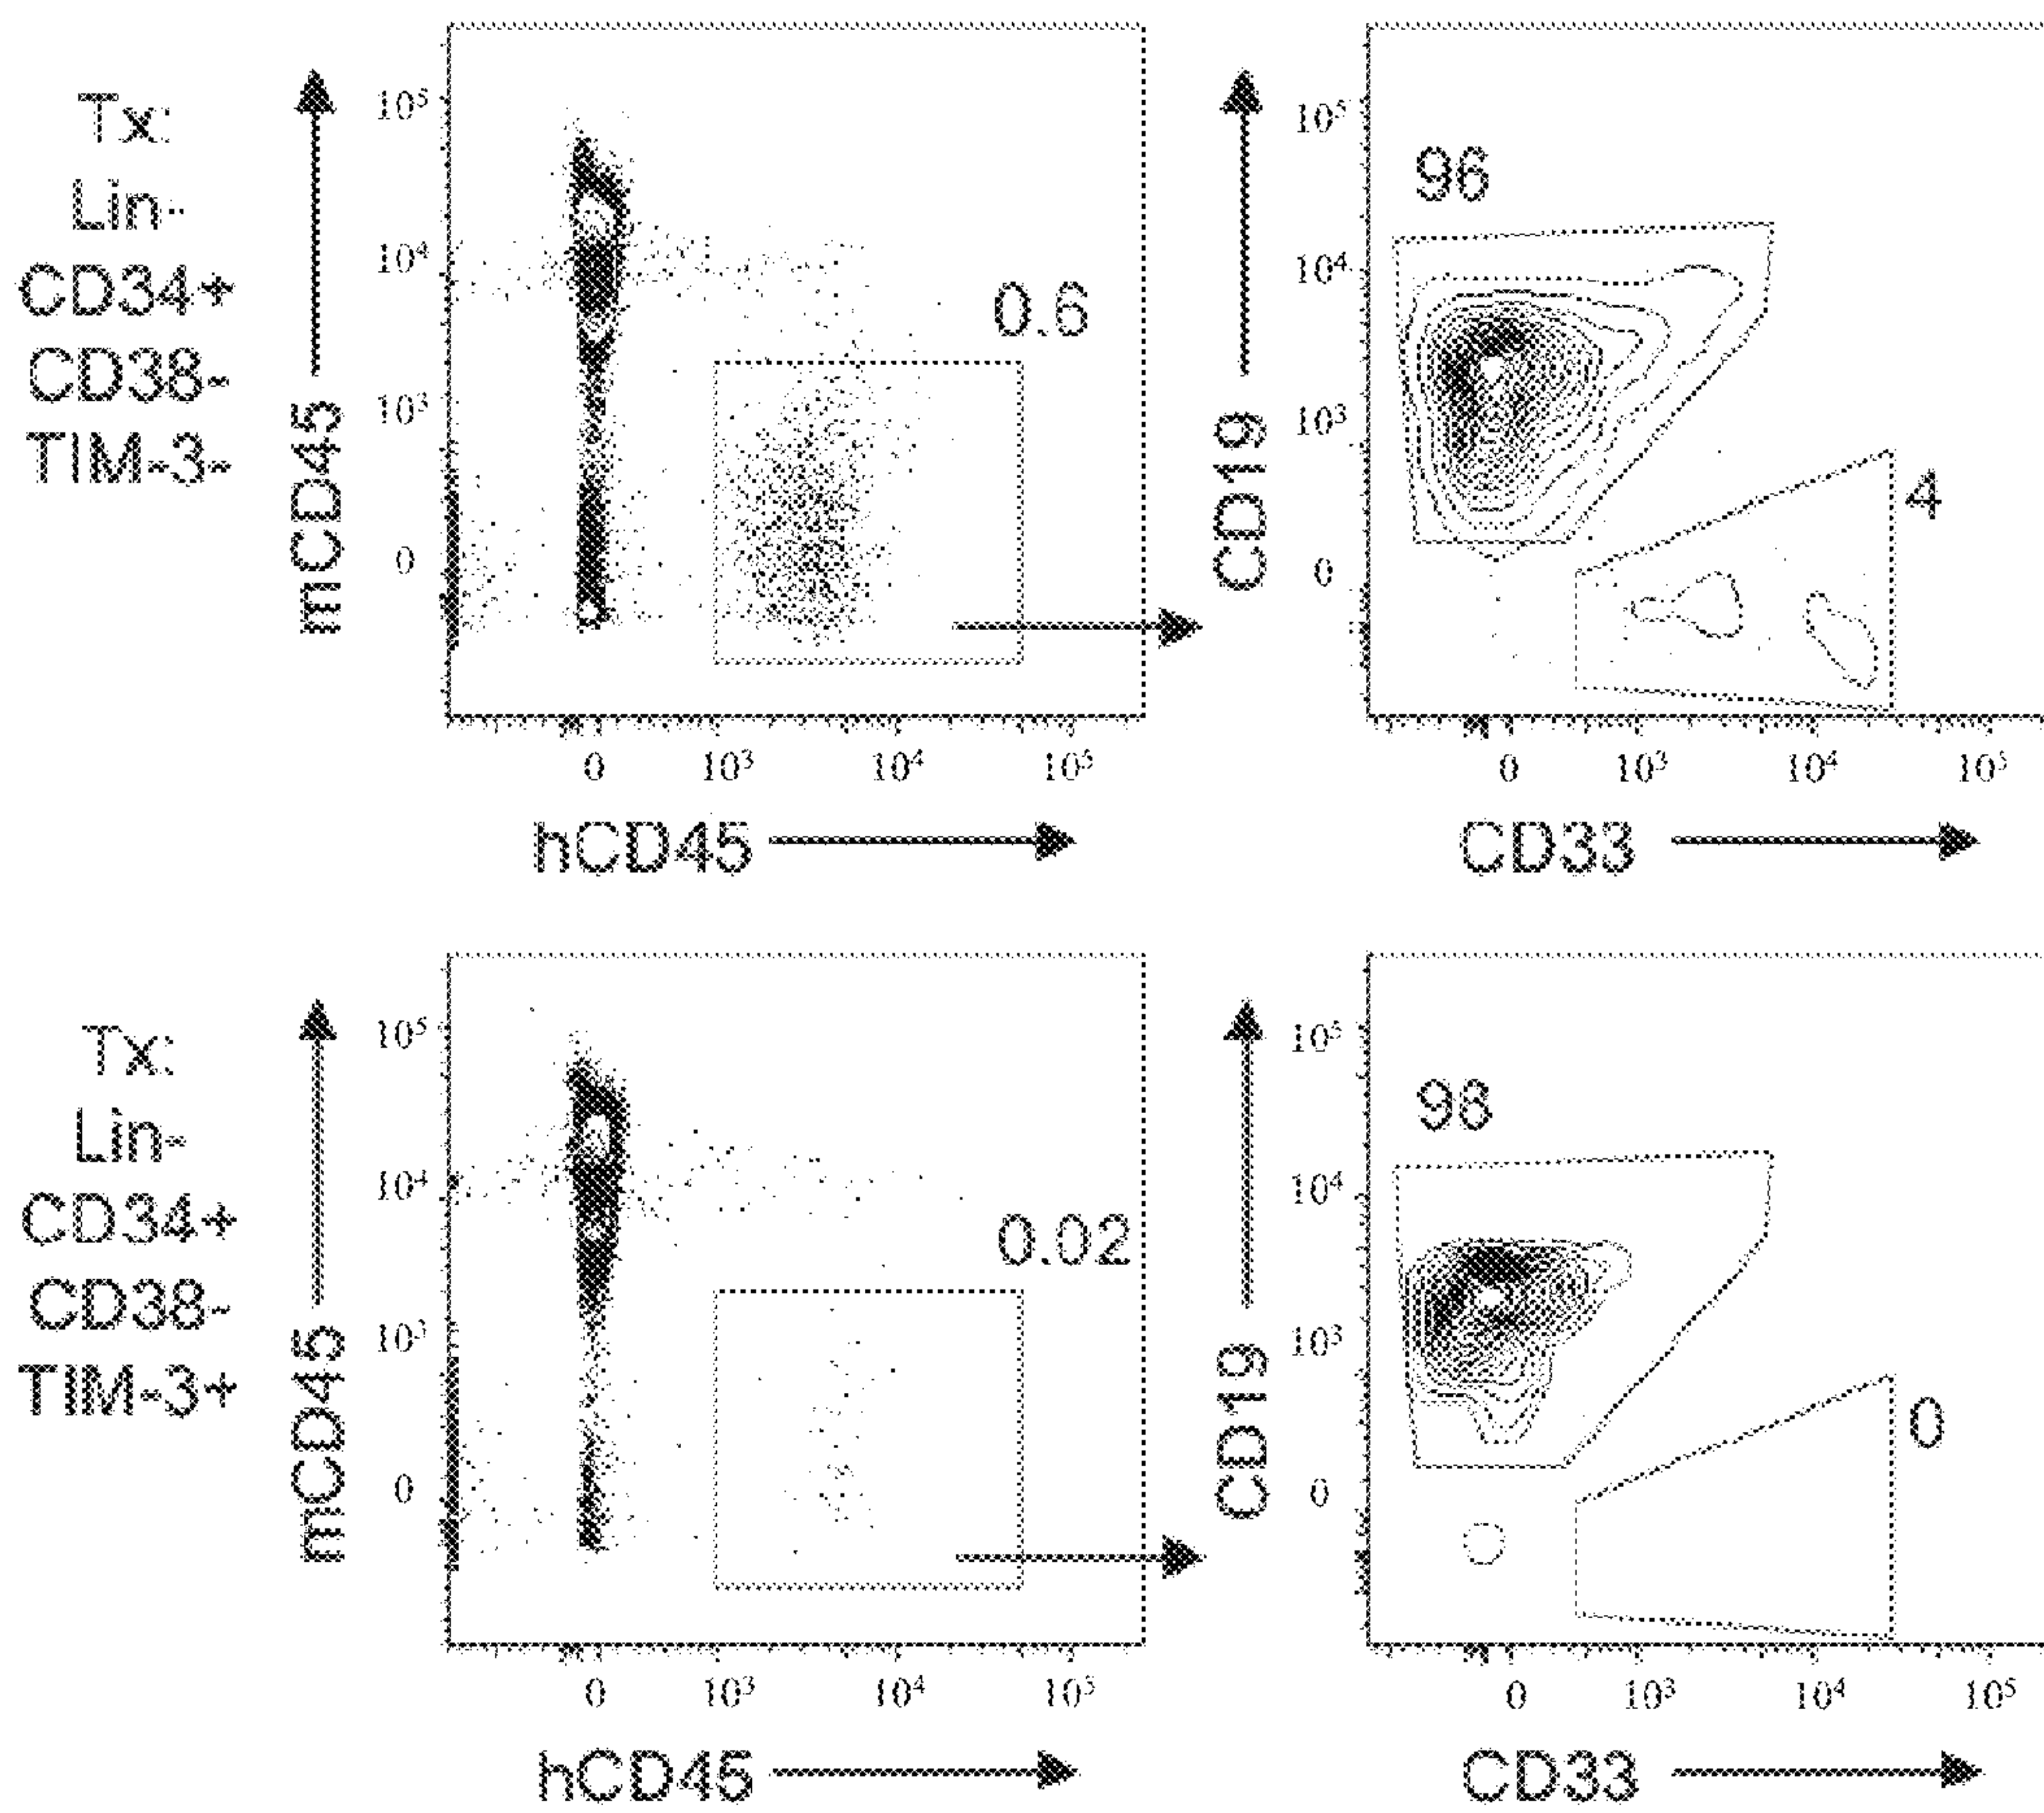 Tx:
Lin-
CD34+
CD38-
TIM-3-
mCD45
10⁵
10⁴
10³
0
0.6
0 10³ 10⁴ 10⁵
hCD45
CD19
10⁵
10⁴
10³
0
96
4
0 10³ 10⁴ 10⁵
CD33
Tx:
Lin-
CD34+
CD38-
TIM-3+
mCD45
10⁵
10⁴
10³
0
0.02
0 10³ 10⁴ 10⁵
hCD45
CD19
10⁵
10⁴
10³
0
98
0
0 10³ 10⁴ 10⁵
CD33